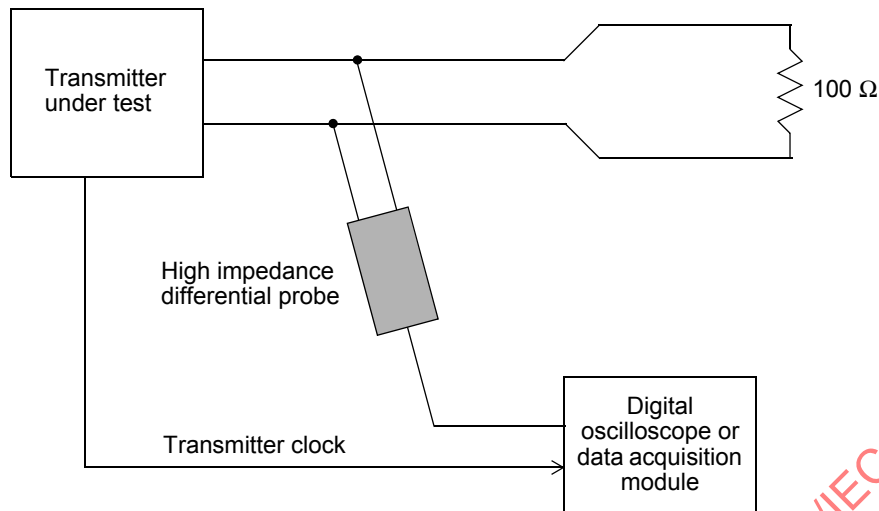 Transmitter
under test
100 Ω
High impedance
differential probe
Transmitter clock
Digital
oscilloscope or
data acquisition
module